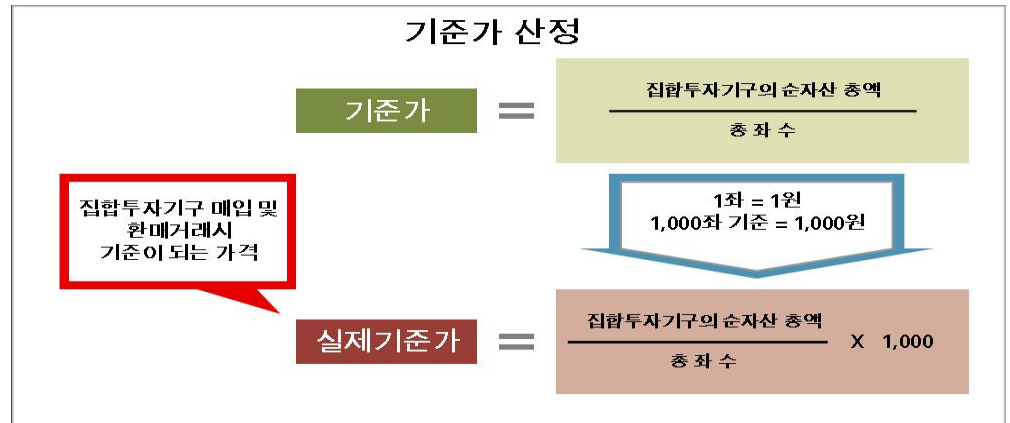 기준가 산정
기준가
=
집합투자기구의 순자산 총액
총 좌 수
집합투자기구 매입 및
환매거래시
기준이 되는 가격
1좌 = 1원
1,000좌 기준 = 1,000원
실제기준가
=
집합투자기구의 순자산 총액
총 좌 수
X 1,000